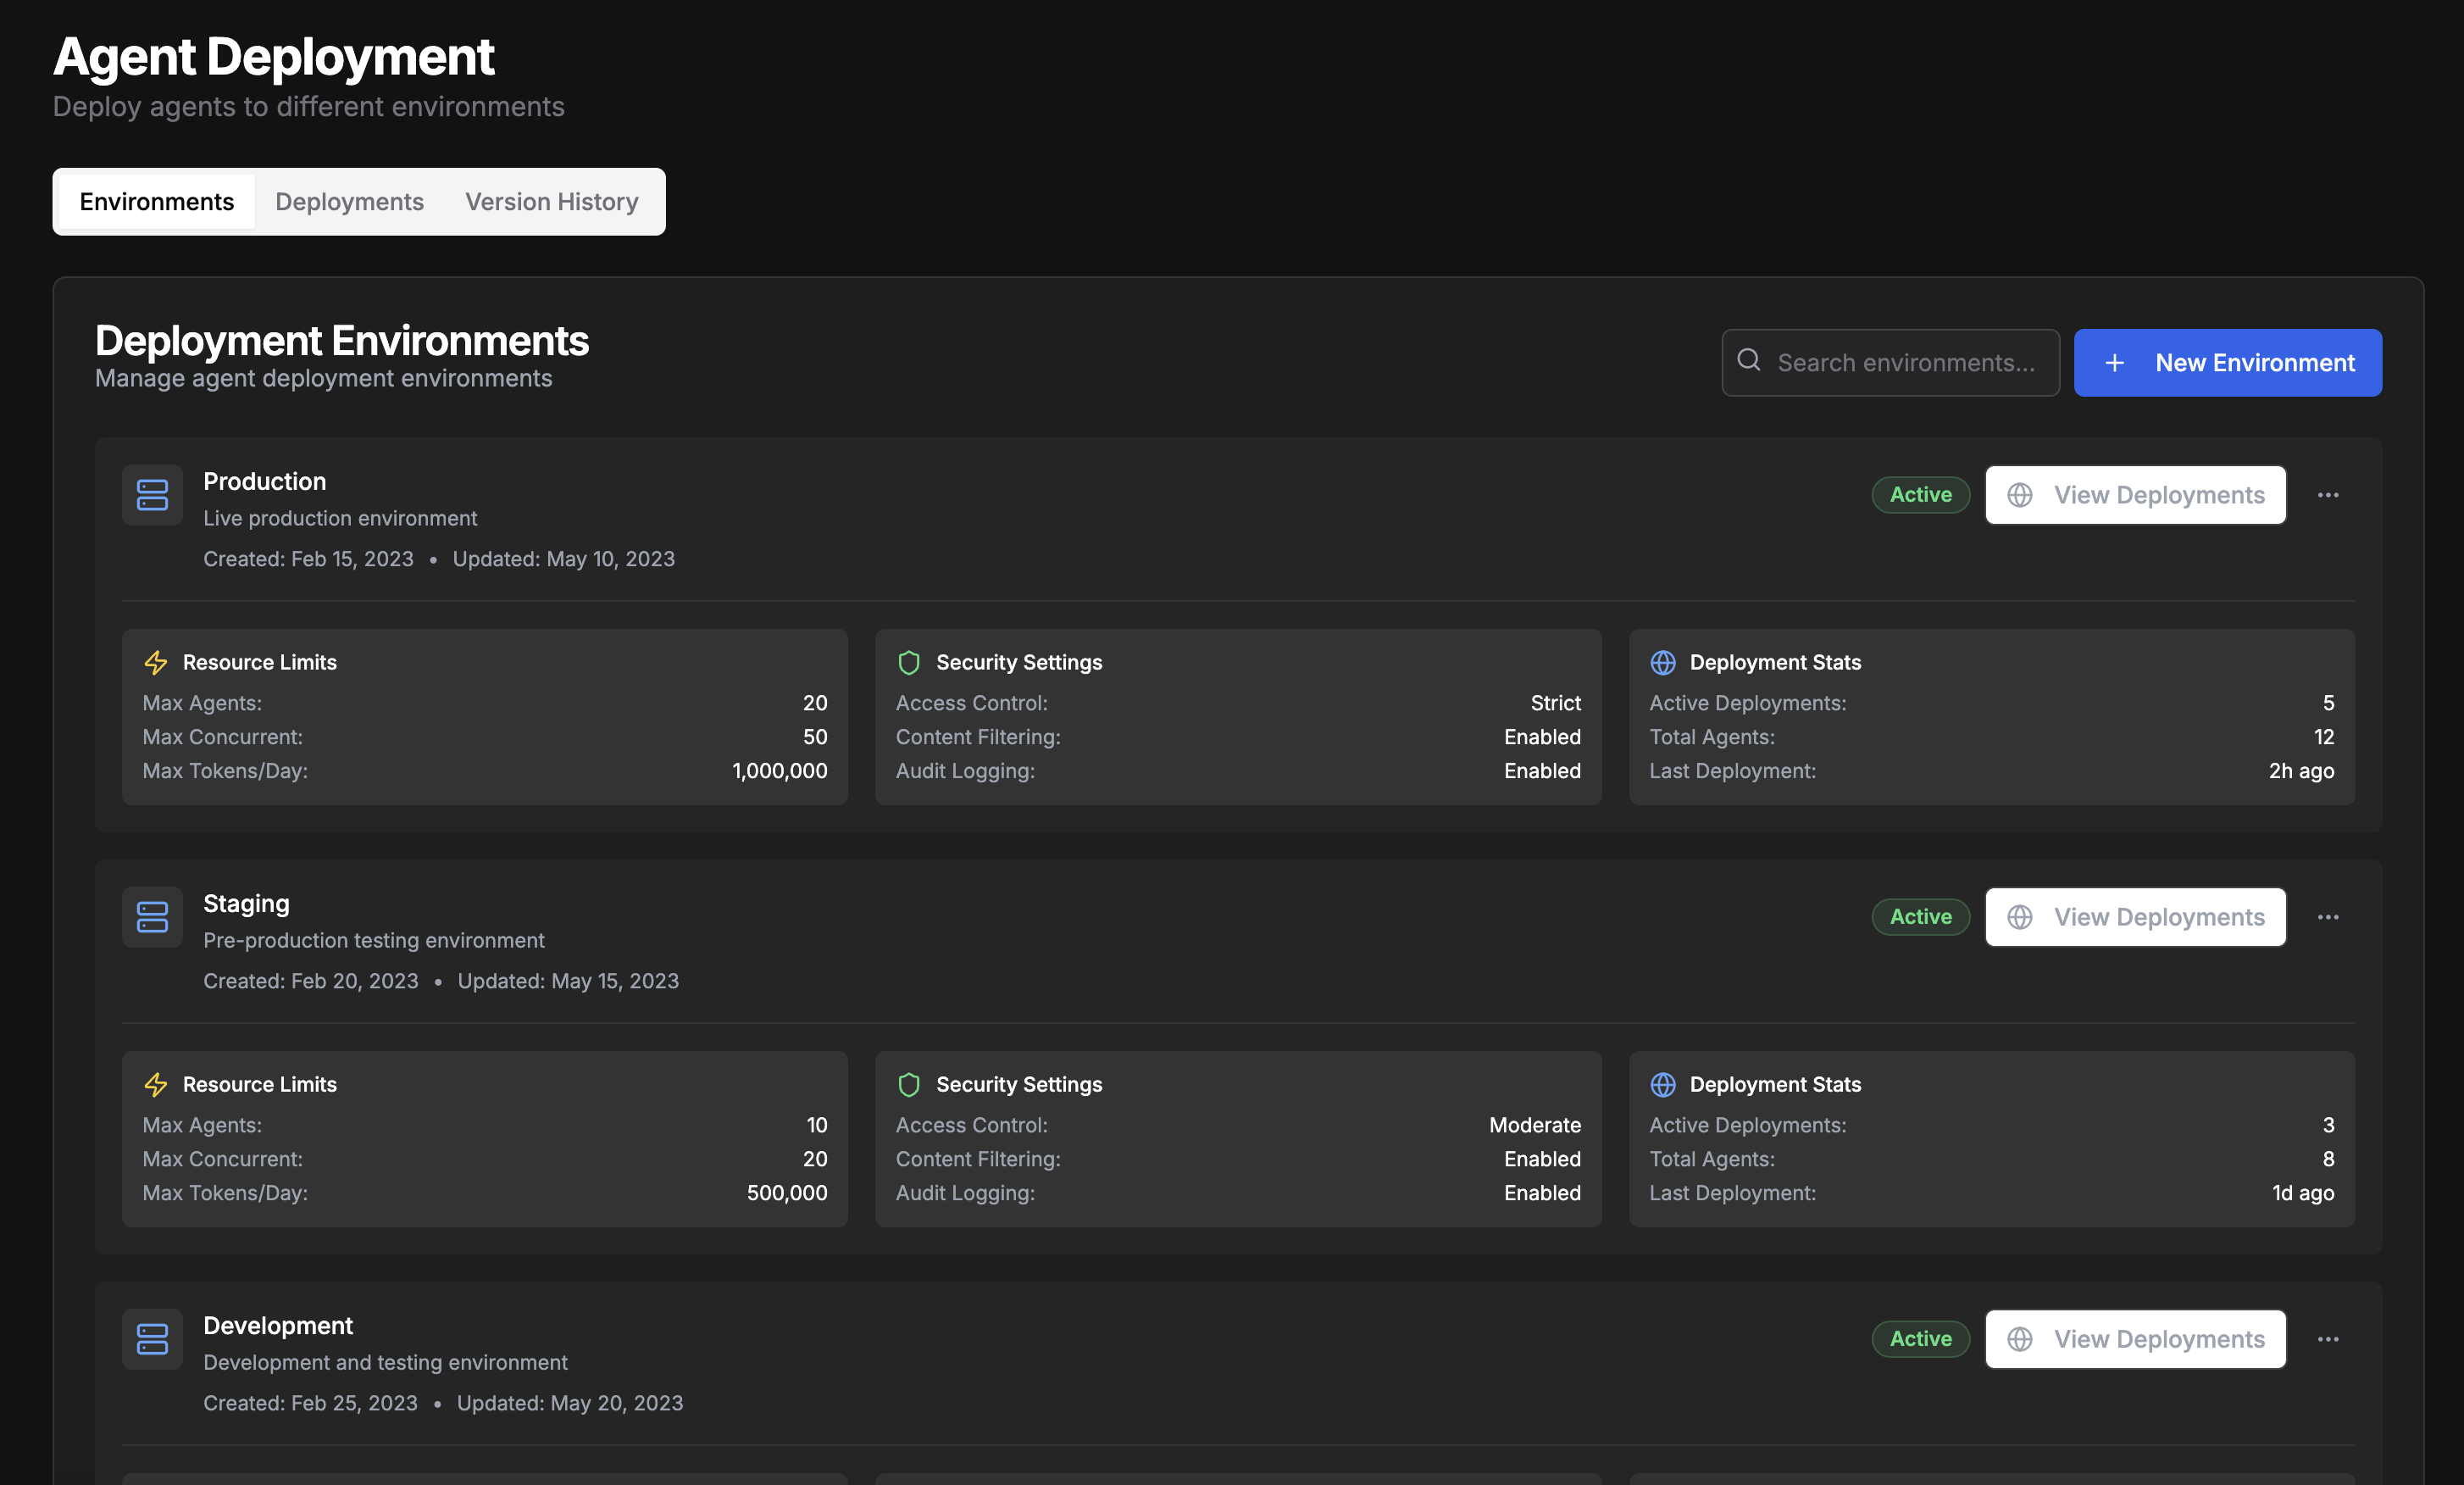 Agent Deployment
Deploy agents to different environments
Environments Deployments Version History
Deployment Environments
Manage agent deployment environments
Search environments...
New Environment
Production
Live production environment
Created: Feb 15, 2023 • Updated: May 10, 2023
Active
View Deployments
Resource Limits
Max Agents: 20
Max Concurrent: 50
Max Tokens/Day: 1,000,000
Security Settings
Access Control: Strict
Content Filtering: Enabled
Audit Logging: Enabled
Deployment Stats
Active Deployments: 5
Total Agents: 12
Last Deployment: 2h ago
Staging
Pre-production testing environment
Created: Feb 20, 2023 • Updated: May 15, 2023
Active
View Deployments
Resource Limits
Max Agents: 10
Max Concurrent: 20
Max Tokens/Day: 500,000
Security Settings
Access Control: Moderate
Content Filtering: Enabled
Audit Logging: Enabled
Deployment Stats
Active Deployments: 3
Total Agents: 8
Last Deployment: 1d ago
Development
Development and testing environment
Created: Feb 25, 2023 • Updated: May 20, 2023
Active
View Deployments